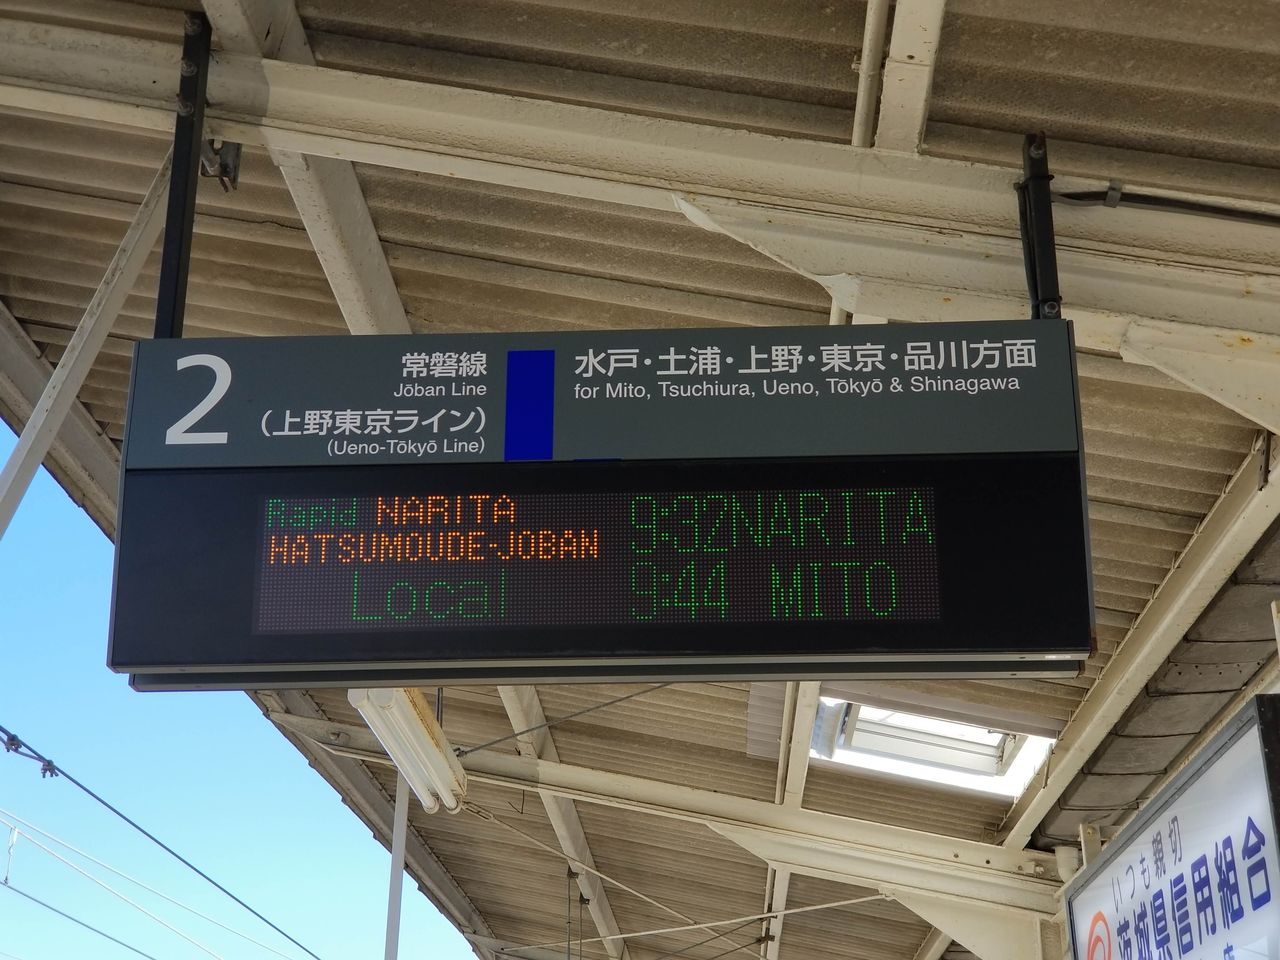 2
常磐線
Jōban Line
(上野東京ライン)
(Ueno-Tōkyō Line)
水戸・土浦・上野・東京・品川方面
for Mito, Tsuchiura, Ueno, Tōkyō & Shinagawa
Rapid NARITA 9:32 NARITA
HATSUMOUDE-JOBAN
Local 9:44 MITO
いつも親切
茨城県信用組合